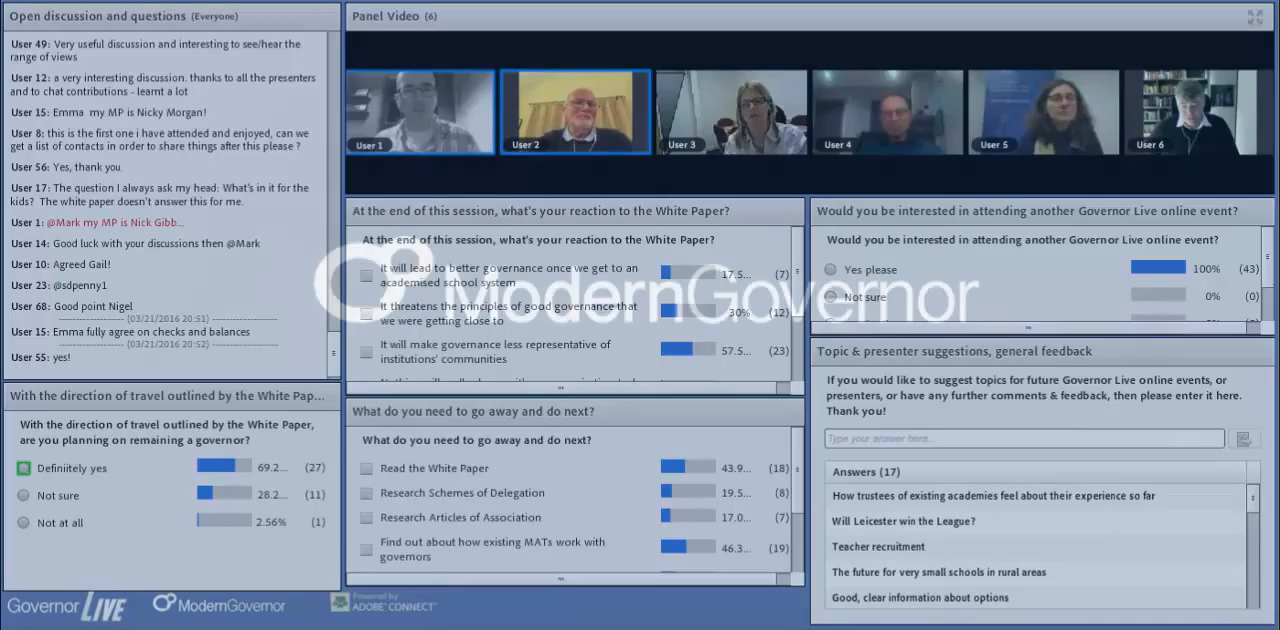 Open discussion and questions (Everyone)
User 49: Very useful discussion and interesting to see/hear the
range of views
User 12: a very interesting discussion. thanks to all the presenters
and to chat contributions - learnt a lot
User 15: Emma my MP is Nicky Morgan!
User 8: this is the first one i have attended and enjoyed, can we
get a list of contacts in order to share things after this please ?
User 56: Yes, thank you.
User 17: The question I always ask my head: What's in it for the
kids? The white paper doesn't answer this for me.
User 1: @Mark my MP is Nick Gibb...
User 14: Good luck with your discussions then @Mark
User 10: Agreed Gail!
User 23: @sdpenny1
User 68: Good point Nigel
(03/21/2016 20:51)
User 15: Emma fully agree on checks and balances
(03/21/2016 20:52)
User 55: yes!
With the direction of travel outlined by the White Pap...
With the direction of travel outlined by the White Paper,
are you planning on remaining a governor?
Definiitely yes 69.2... (27)
Not sure 28.2... (11)
Not at all 2.56% (1)
Governor LIVE ModernGovernor Powered by
ADOBE' CONNECT"
Panel Video (6)
User 1 User 2 User 3 User 4 User 5 User 6
At the end of this session, what's your reaction to the White Paper?
At the end of this session, what's your reaction to the White Paper?
It will lead to better governance once we get to an
academised school system 17.5... (7)
It threatens the principles of good governance that
we were getting close to 30% (12)
It will make governance less representative of
institutions' communities 57.5... (23)
ModernGovernor
What do you need to go away and do next?
What do you need to go away and do next?
Read the White Paper 43.9... (18)
Research Schemes of Delegation 19.5... (8)
Research Articles of Association 17.0... (7)
Find out about how existing MATs work with
governors 46.3... (19)
Would you be interested in attending another Governor Live online event?
Would you be interested in attending another Governor Live online event?
Yes please 100% (43)
Not sure 0% (0)
Topic & presenter suggestions, general feedback
If you would like to suggest topics for future Governor Live online events, or
presenters, or have any further comments & feedback, then please enter it here.
Thank you!
Type your answer here...
Answers (17)
How trustees of existing academies feel about their experience so far
Will Leicester win the League?
Teacher recruitment
The future for very small schools in rural areas
Good, clear information about options